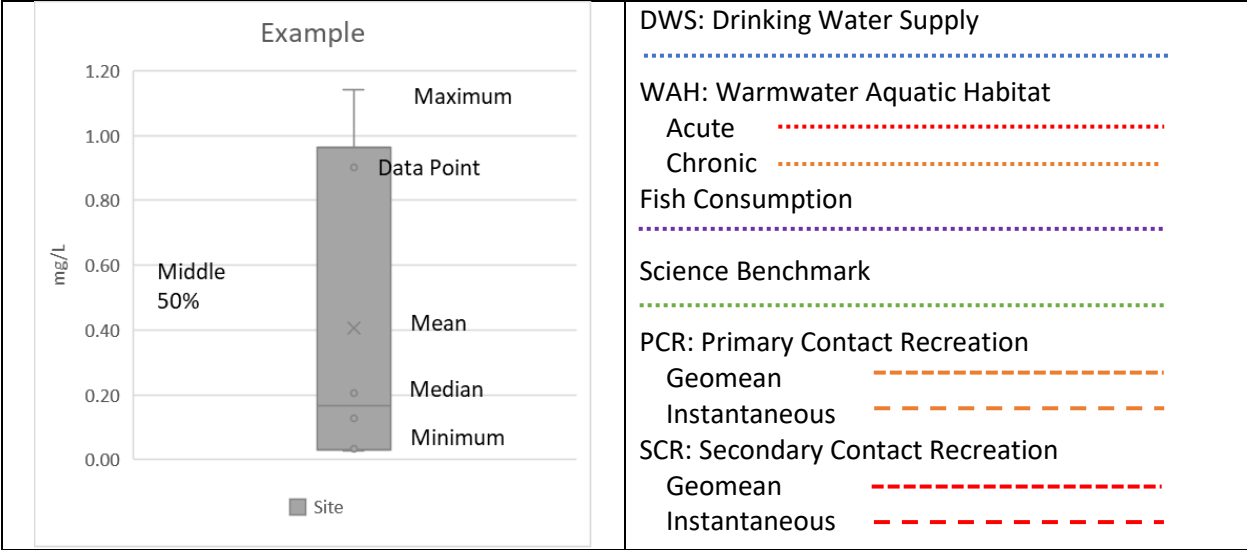 Example
1.20
1.00
0.80
0.60
0.40
0.20
0.00
mg/L
Maximum
Data Point
Middle
50%
Mean
Median
Minimum
Site
DWS: Drinking Water Supply
WAH: Warmwater Aquatic Habitat
Acute
Chronic
Fish Consumption
Science Benchmark
PCR: Primary Contact Recreation
Geomean
Instantaneous
SCR: Secondary Contact Recreation
Geomean
Instantaneous